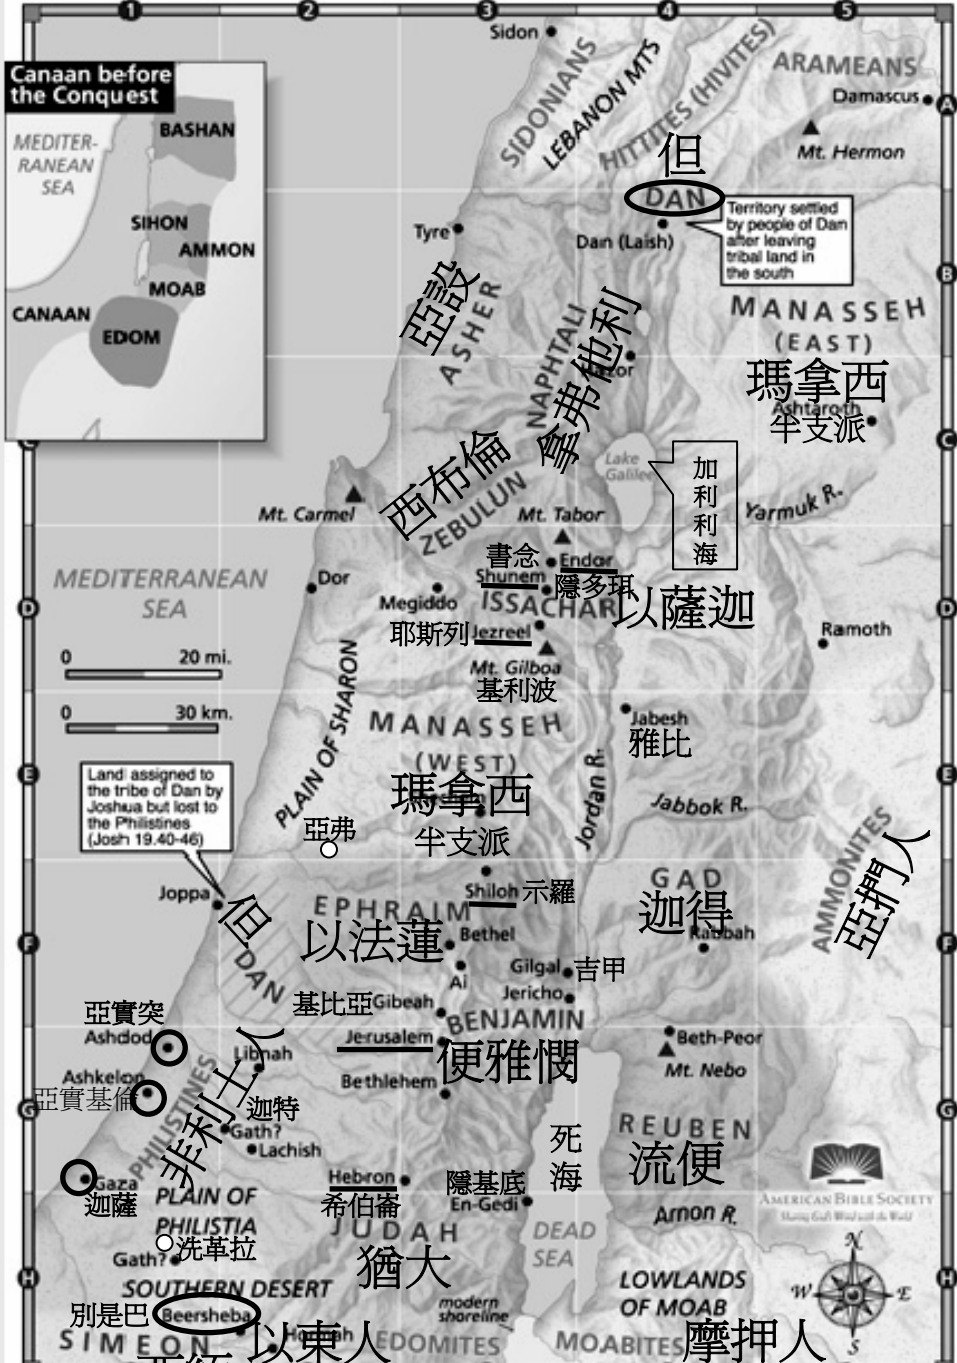 1 2 3 4 5
Canaan before
the Conquest
MEDITER-
RANEAN
SEA
BASHAN
SIHON
AMMON
MOAB
CANAAN
EDOM
Sidon
SIDONIANS
LEBANON MTS
HITTITES (HIVITES)
ARAMEANS
Damascus
A
Mt. Hermon
但
DAN
Territory settled
by people of Dan
after leaving
tribal land in
the south
Tyre
Dan (Laish)
B
B
亞設
ASHER
NAPHTALI
拿弗他利
MANASSEH
(EAST)
瑪拿西
Ashtaroth
半支派
C
C
西布倫
ZEBULUN
Lake
Galilee
加利利海
Yarmuk R.
Mt. Carmel
Mt. Tabor
書念
Endor
Shunem
隱多珥
MEDITERRANEAN
SEA
Dor
Megiddo
ISSACHAR
以薩迦
D
D
耶斯列
Jezreel
Ramoth
Mt. Gilboa
基利波
0 20 mi.
0 30 km.
PLAIN OF SHARON
MANASSEH
(WEST)
瑪拿西
半支派
Jabesh
雅比
E
E
Jordan R.
Jabbok R.
Land assigned to
the tribe of Dan by
Joshua but lost to
the Philistines
(Josh 19.40-46)
亞弗
AMMONITES
亞捫人
Joppa
但
DAN
EPHRAIM
以法蓮
Shiloh
示羅
GAD
迦得
Rabbah
F
F
Bethel
Ai
Gilgal
吉甲
Jericho
基比亞
Gibeah
BENJAMIN
便雅憫
亞實突
Ashdod
Jerusalem
Beth-Peor
Mt. Nebo
Libnah
Ashkelon
亞實基倫
Bethlehem
PHILISTINES
非利士人
G
G
迦特
Gath?
Lachish
死海
REUBEN
流便
Gaza
迦薩
Hebron
希伯崙
隱基底
En-Gedi
AMERICAN BIBLE SOCIETY
Arnon R.
PLAIN OF
PHILISTIA
洗革拉
Gath?
JUDAH
猶大
DEAD
SEA
N
W E
S
H
H
SOUTHERN DESERT
別是巴
Beersheba
modern
shoreline
LOWLANDS
OF MOAB
SIMEON
以東人
EDOMITES
MOABITES
摩押人